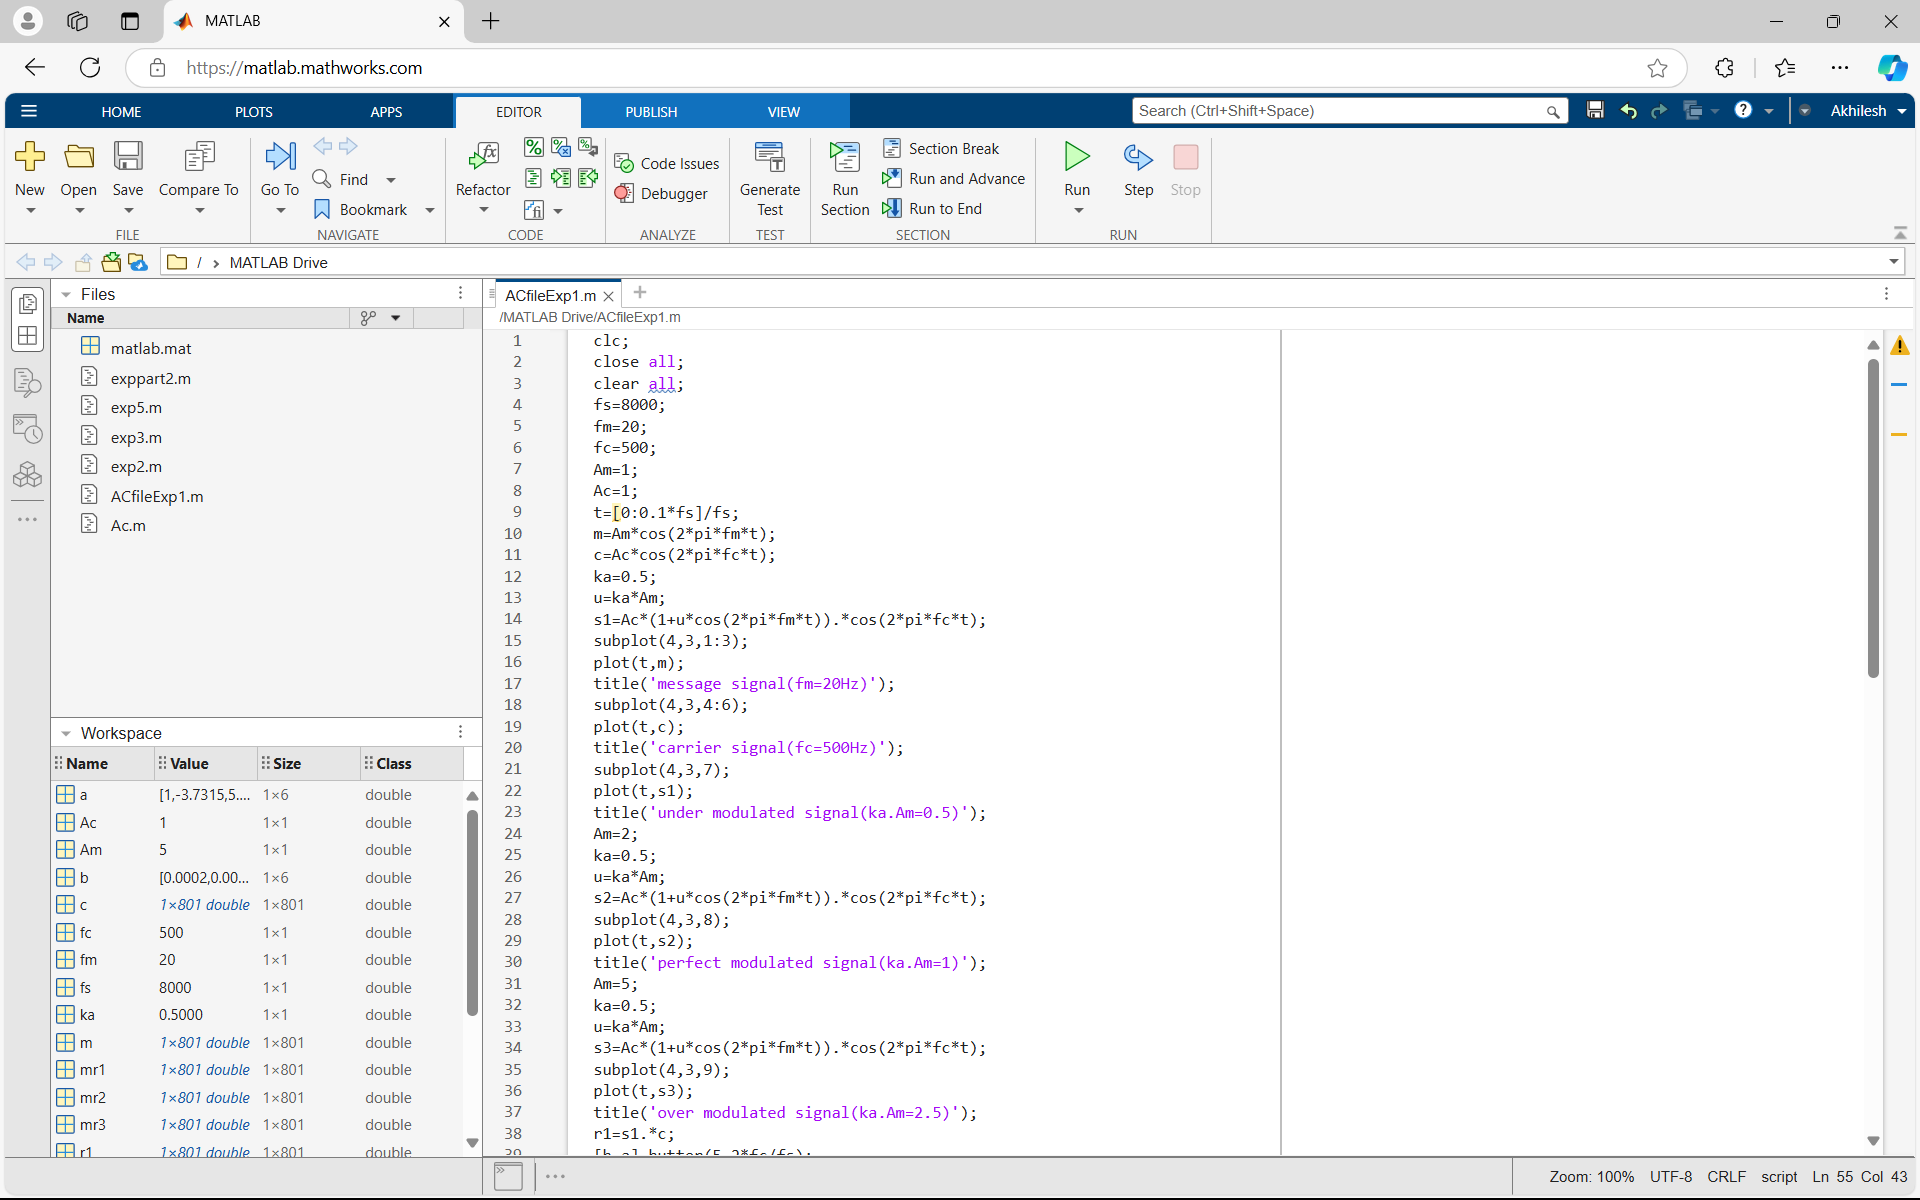 MATLAB
https://matlab.mathworks.com
HOME PLOTS APPS EDITOR PUBLISH VIEW Search (Ctrl+Shift+Space) Akhilesh
New Open Save Compare To Go To Find Bookmark Refactor Code Issues Debugger Generate Test Run Section Section Break Run and Advance Run to End Run Step Stop
FILE NAVIGATE CODE ANALYZE TEST SECTION RUN
/ > MATLAB Drive
Files
Name
matlab.mat
exppart2.m
exp5.m
exp3.m
exp2.m
ACfileExp1.m
Ac.m
Workspace
Name Value Size Class
a [1,-3.7315,5.... 1×6 double
Ac 1 1×1 double
Am 5 1×1 double
b [0.0002,0.00... 1×6 double
c 1×801 double 1×801 double
fc 500 1×1 double
fm 20 1×1 double
fs 8000 1×1 double
ka 0.5000 1×1 double
m 1×801 double 1×801 double
mr1 1×801 double 1×801 double
mr2 1×801 double 1×801 double
mr3 1×801 double 1×801 double
r1 1×801 double 1×801 double
ACfileExp1.m
/MATLAB Drive/ACfileExp1.m
1 clc;
2 close all;
3 clear all;
4 fs=8000;
5 fm=20;
6 fc=500;
7 Am=1;
8 Ac=1;
9 t=[0:0.1*fs]/fs;
10 m=Am*cos(2*pi*fm*t);
11 c=Ac*cos(2*pi*fc*t);
12 ka=0.5;
13 u=ka*Am;
14 s1=Ac*(1+u*cos(2*pi*fm*t)).*cos(2*pi*fc*t);
15 subplot(4,3,1:3);
16 plot(t,m);
17 title('message signal(fm=20Hz)');
18 subplot(4,3,4:6);
19 plot(t,c);
20 title('carrier signal(fc=500Hz)');
21 subplot(4,3,7);
22 plot(t,s1);
23 title('under modulated signal(ka.Am=0.5)');
24 Am=2;
25 ka=0.5;
26 u=ka*Am;
27 s2=Ac*(1+u*cos(2*pi*fm*t)).*cos(2*pi*fc*t);
28 subplot(4,3,8);
29 plot(t,s2);
30 title('perfect modulated signal(ka.Am=1)');
31 Am=5;
32 ka=0.5;
33 u=ka*Am;
34 s3=Ac*(1+u*cos(2*pi*fm*t)).*cos(2*pi*fc*t);
35 subplot(4,3,9);
36 plot(t,s3);
37 title('over modulated signal(ka.Am=2.5)');
38 r1=s1.*c;
39
Zoom: 100% UTF-8 CRLF script Ln 55 Col 43